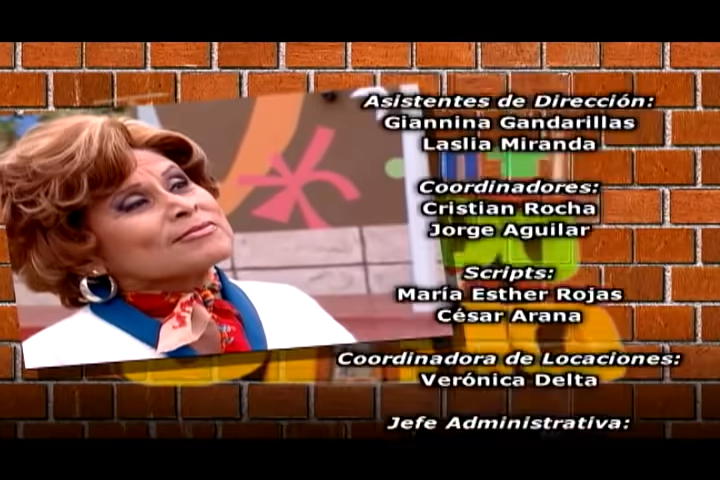 Asistentes de Dirección:
Giannina Gandarillas
Laslia Miranda
Coordinadores:
Cristian Rocha
Jorge Aguilar
Scripts:
María Esther Rojas
César Arana
Coordinadora de Locaciones:
Verónica Delta
Jefe Administrativa: